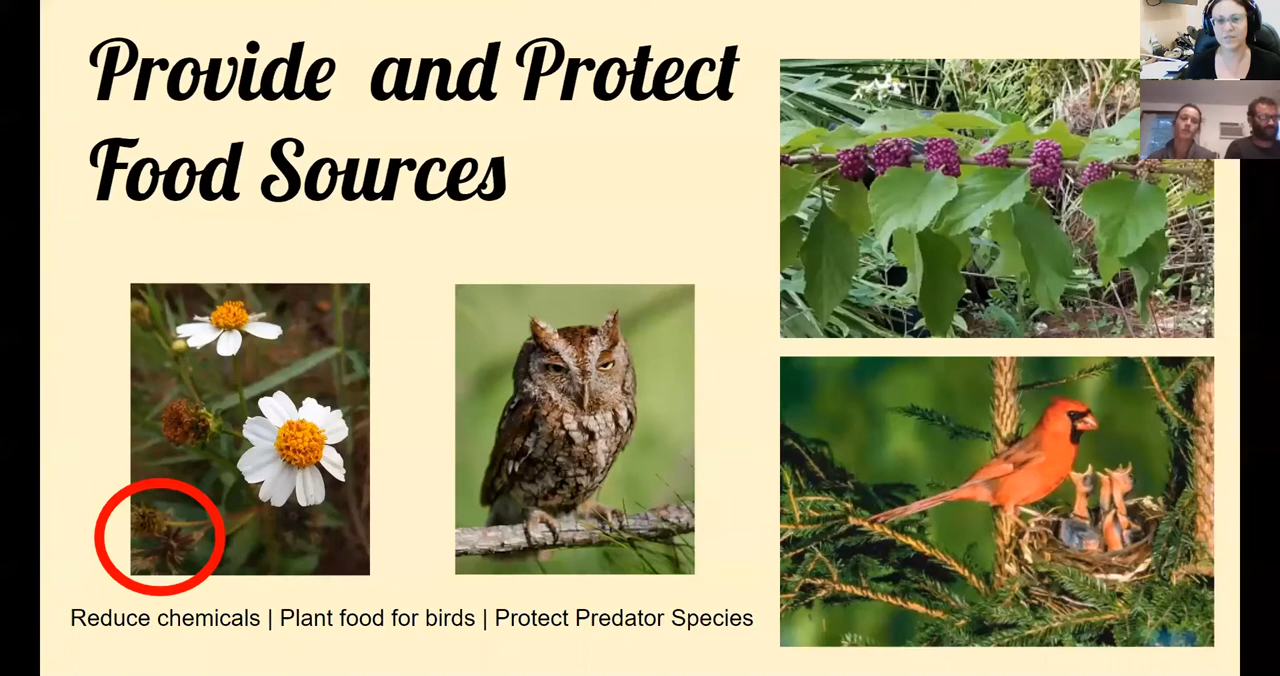 Provide and Protect
Food Sources
Reduce chemicals | Plant food for birds | Protect Predator Species